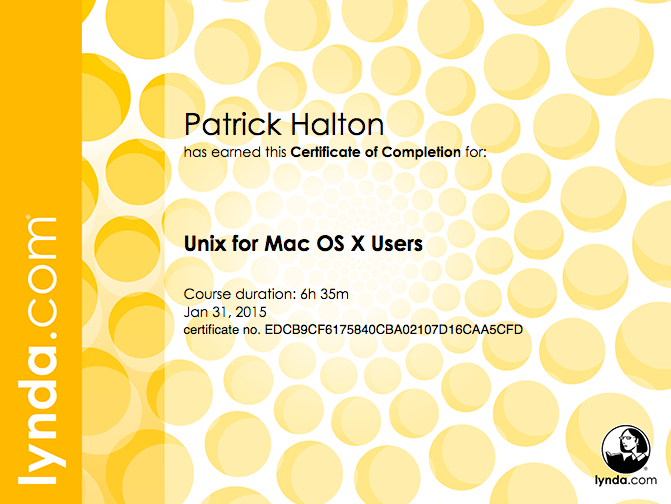 lynda.com®
Patrick Halton
has earned this Certificate of Completion for:
Unix for Mac OS X Users
Course duration: 6h 35m
Jan 31, 2015
certificate no. EDCB9CF6175840CBA02107D16CAA5CFD
lynda.com